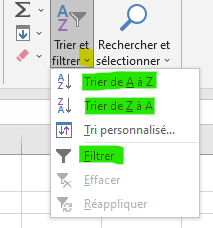 Trier et
filtrer
Rechercher et
sélectionner
Trier de A à Z
Trier de Z à A
Tri personnalisé...
Filtrer
Effacer
Réappliquer